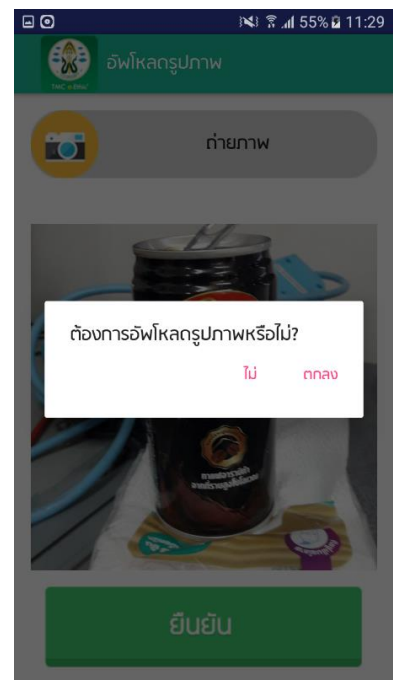 55% 11:29
อัพโหลดรูปภาพ
ถ่ายภาพ
ต้องการอัพโหลดรูปภาพหรือไม่?
ไม่ ตกลง
ยืนยัน